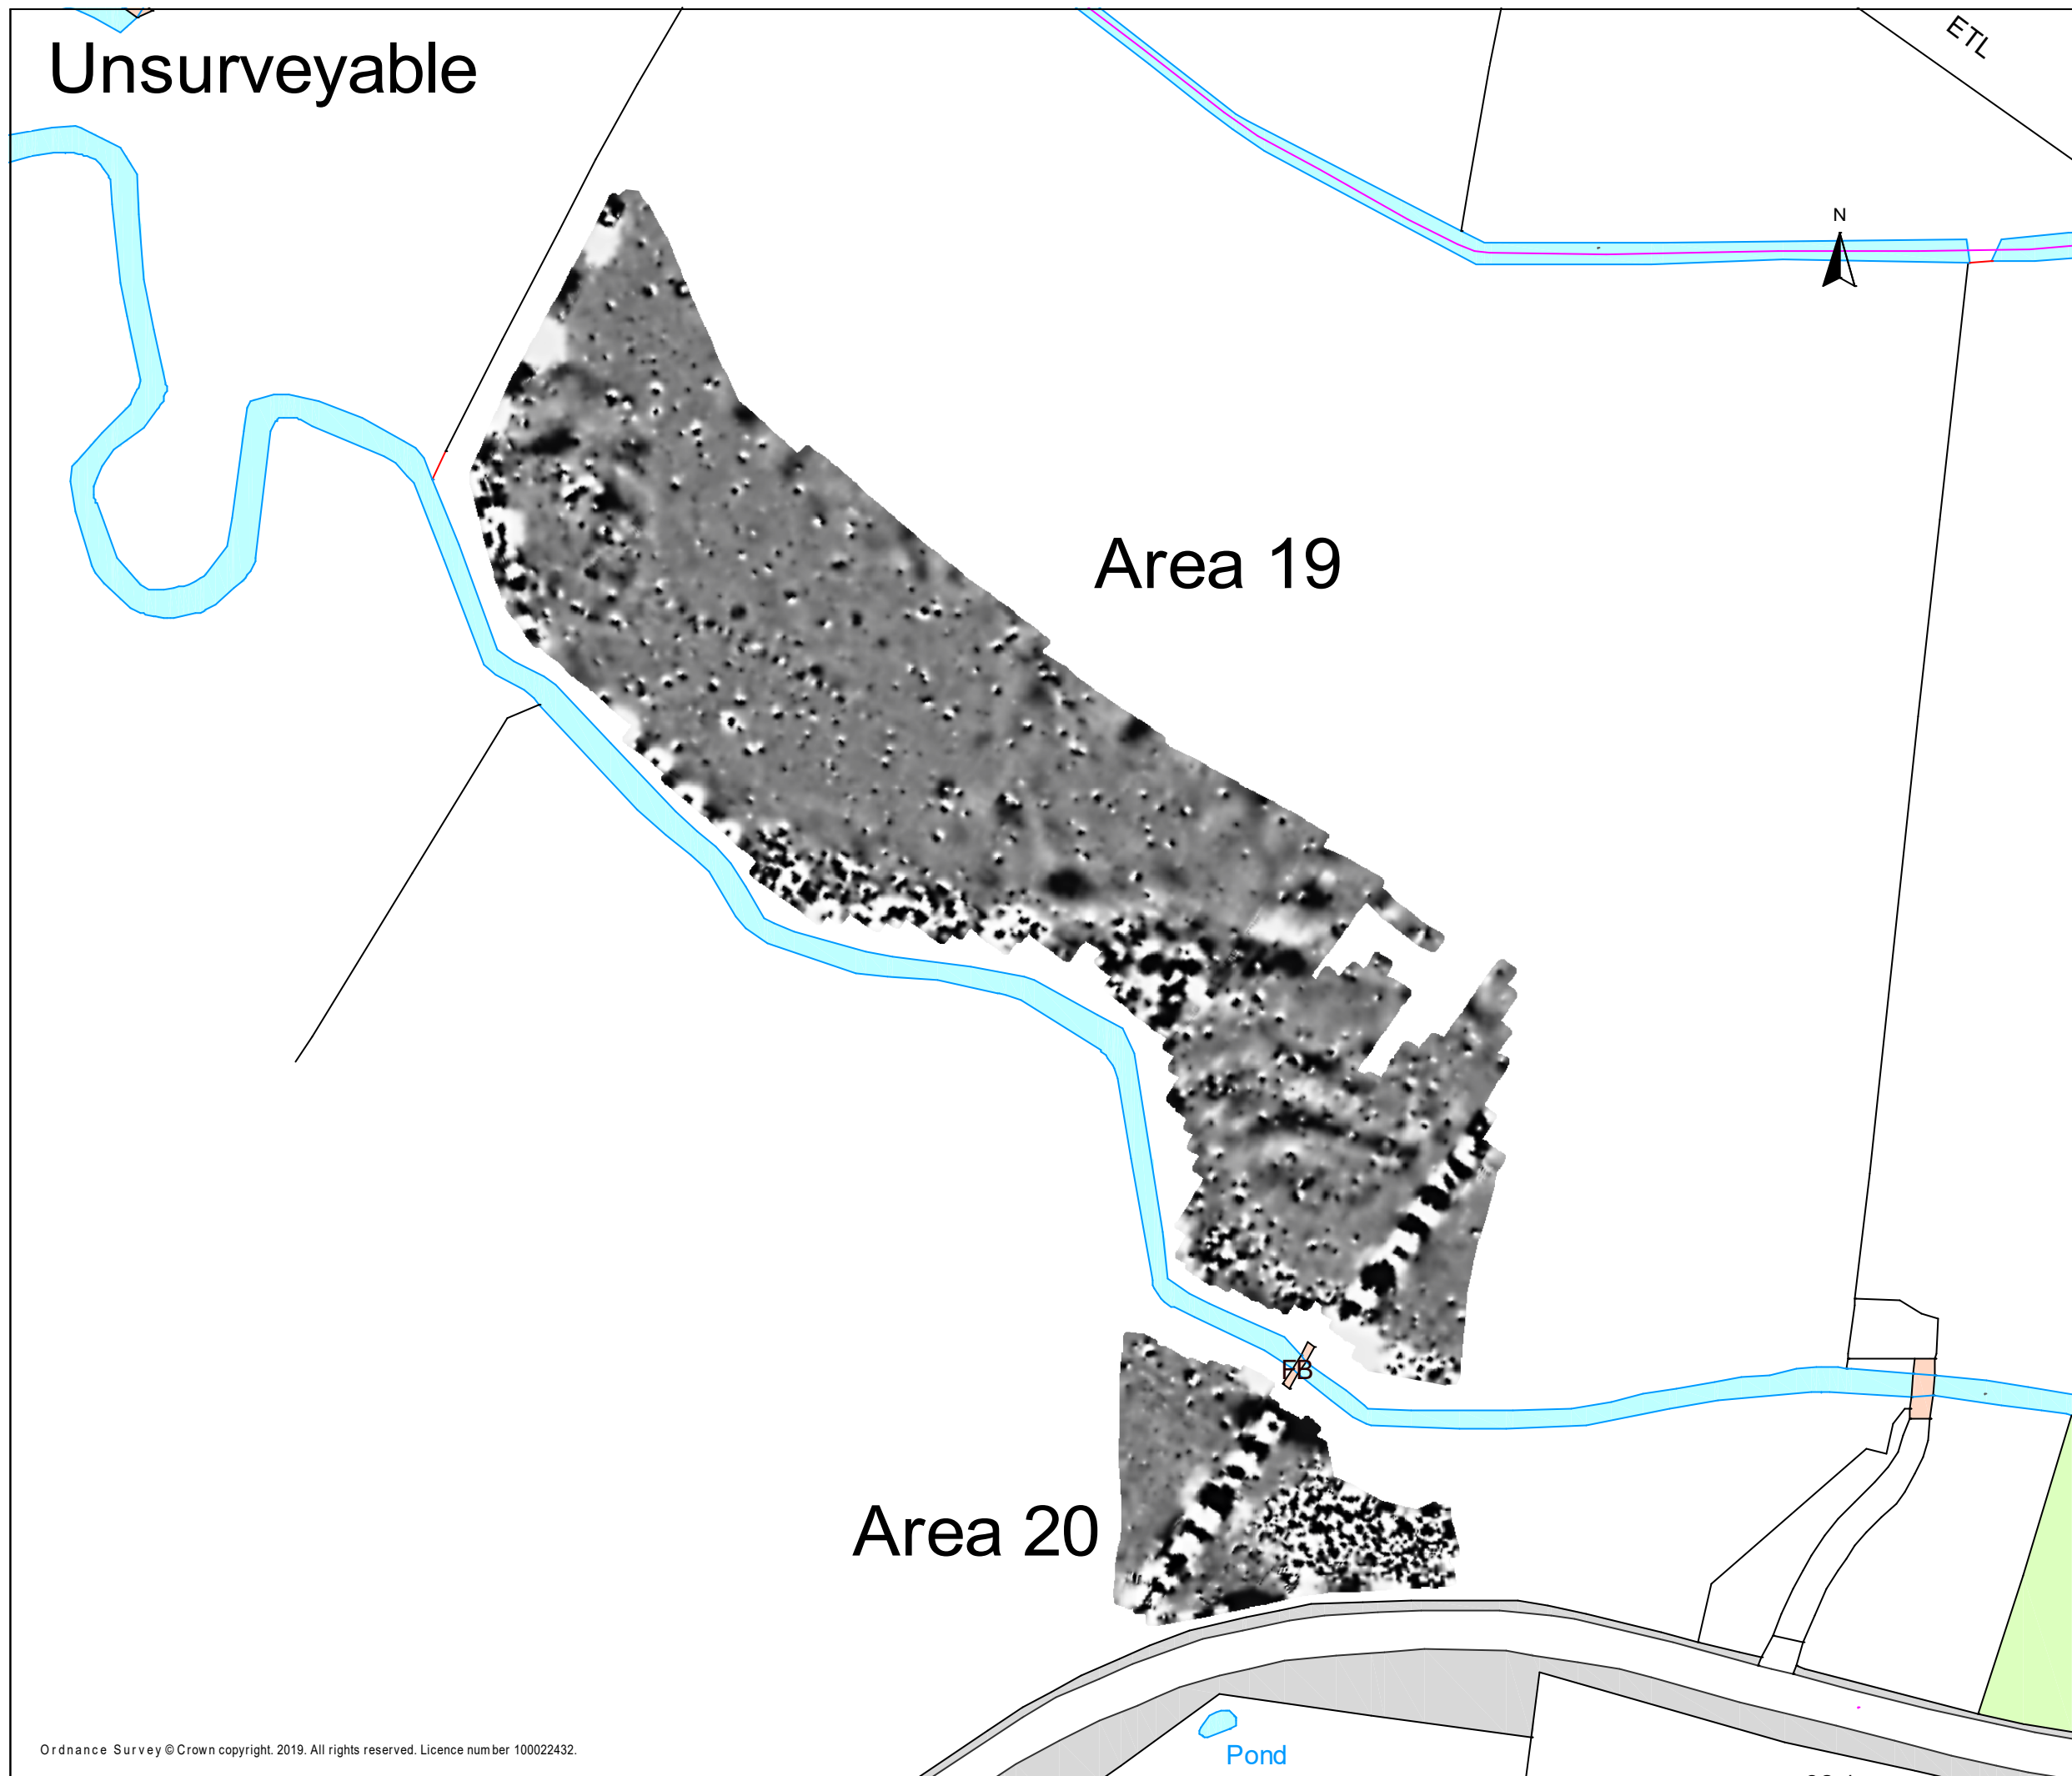 ETL
Unsurveyable
N
Area 19
FB
Area 20
Ordnance Survey © Crown copyright. 2019. All rights reserved. Licence number 100022432.
Pond